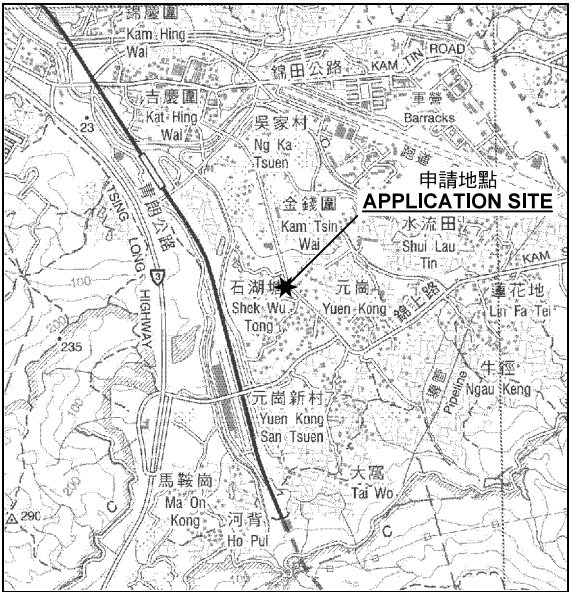 錦慶圍
Kam Hing
Wai
錦田公路
KAM TIN ROAD
吉慶圍
Kat Hing
Wai
23
吳家村
Ng Ka
Tsuen
軍營
Barracks
跑道
申請地點
APPLICATION SITE
青朗公路
TSING LONG HIGHWAY
金錢圍
Kam Tsin
Wai
水流田
Shui Lau
Tin
KAM S
100
石湖塘
Shek Wu
Tong
元崗
Yuen Kong
錦上路
蓮花地
Lin Fa Tei
235
牛徑
Ngau Keng
Pipeline
元崗新村
Yuen Kong
San Tsuen
200
200
100
馬鞍崗
Ma On
Kong
大窩
Tai Wo
290
C
河背
Ho Pui
C